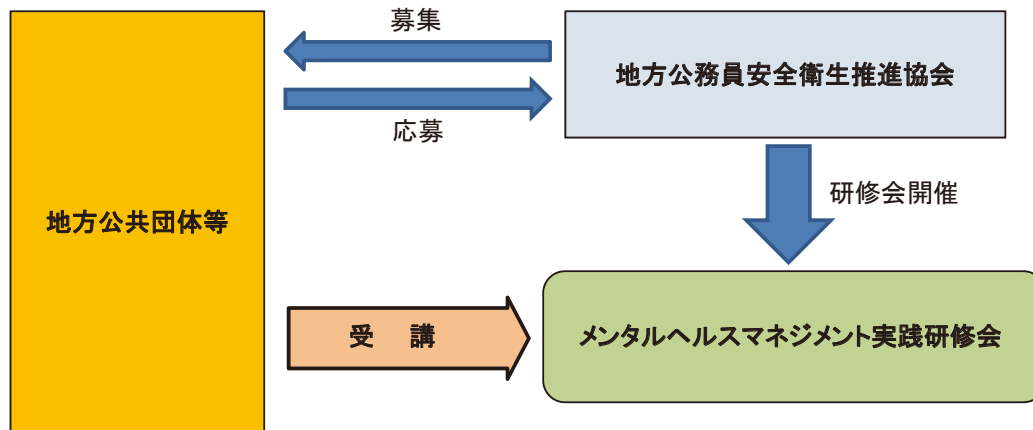 募集
地方公務員安全衛生推進協会
応募
研修会開催
地方公共団体等
受　講
メンタルヘルスマネジメント実践研修会